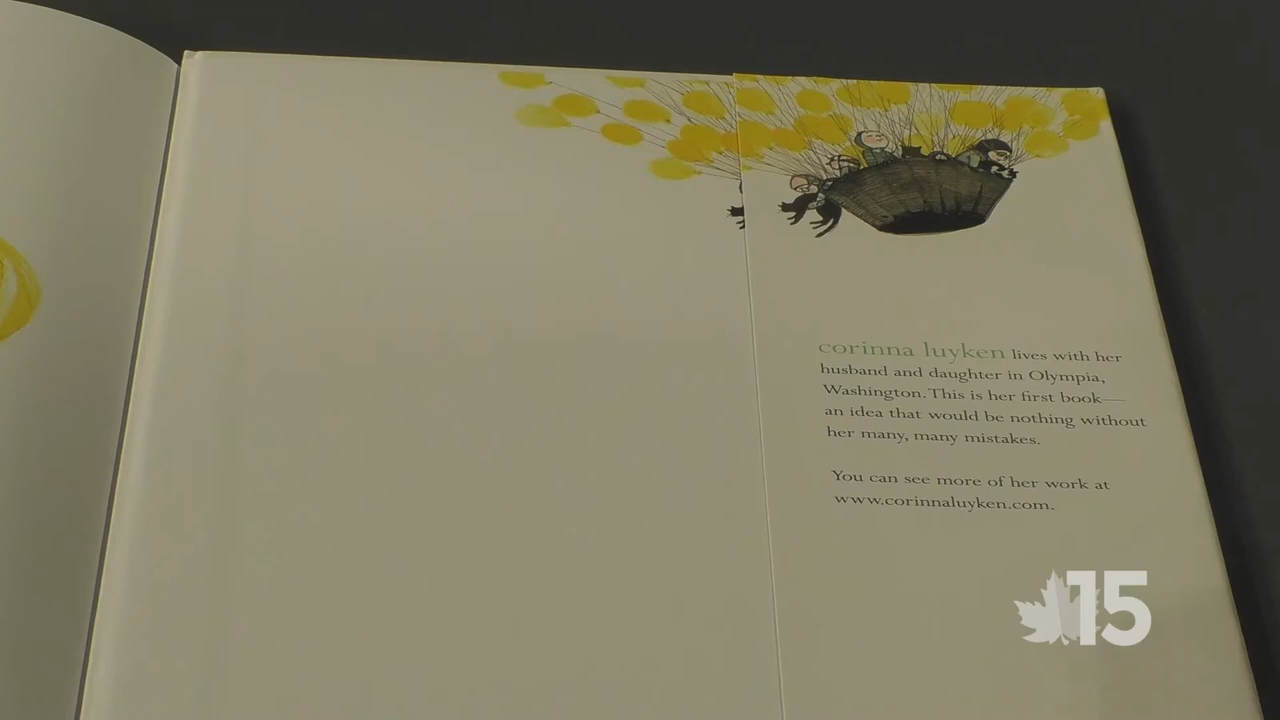 corinna luyken lives with her
husband and daughter in Olympia,
Washington. This is her first book—
an idea that would be nothing without
her many, many mistakes.
You can see more of her work at
www.corinnaluyken.com.
15